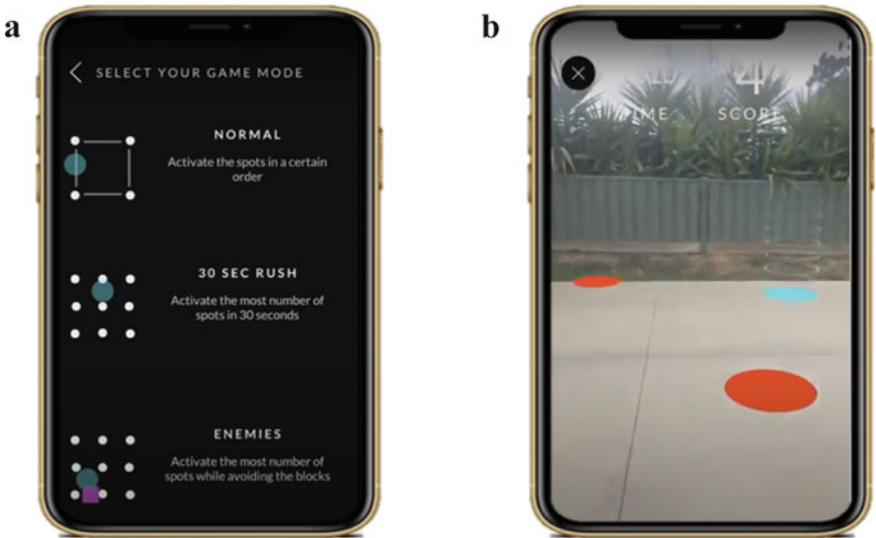 a
SELECT YOUR GAME MODE
NORMAL
Activate the spots in a certain
order
30 SEC RUSH
Activate the most number of
spots in 30 seconds
ENEMIES
Activate the most number of
spots while avoiding the blocks
b
4
SCORE